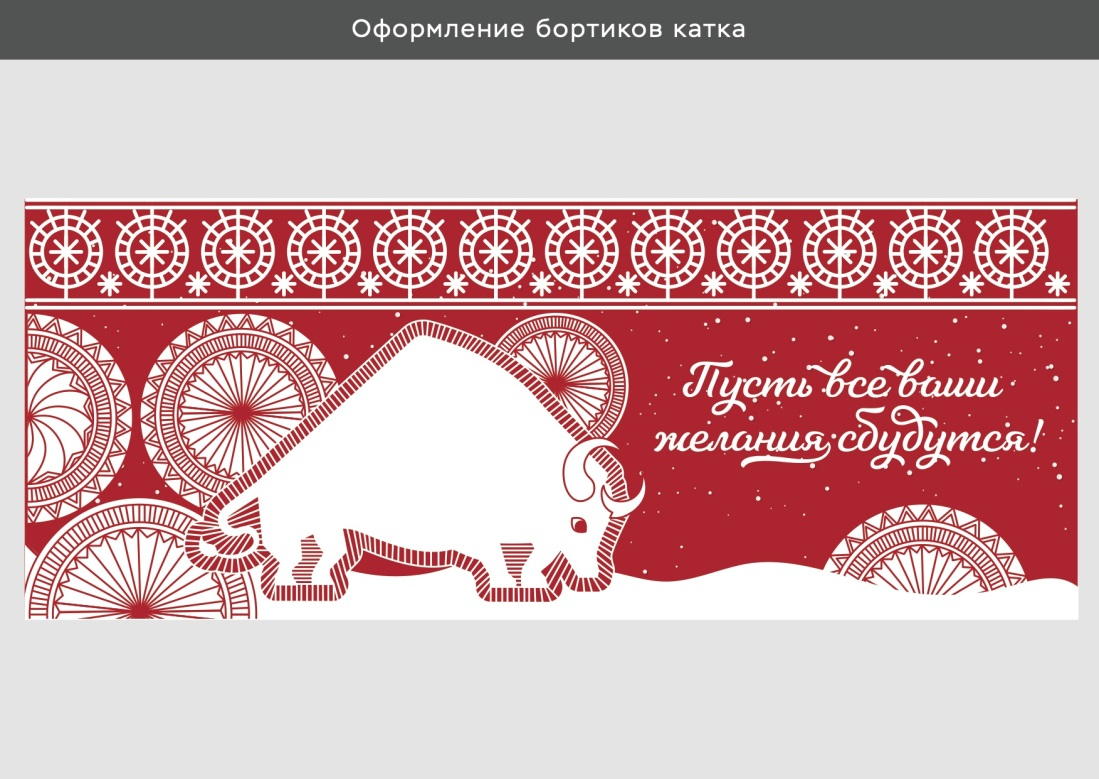 Оформление бортиков катка
Пусть все ваши
желания сбудутся!